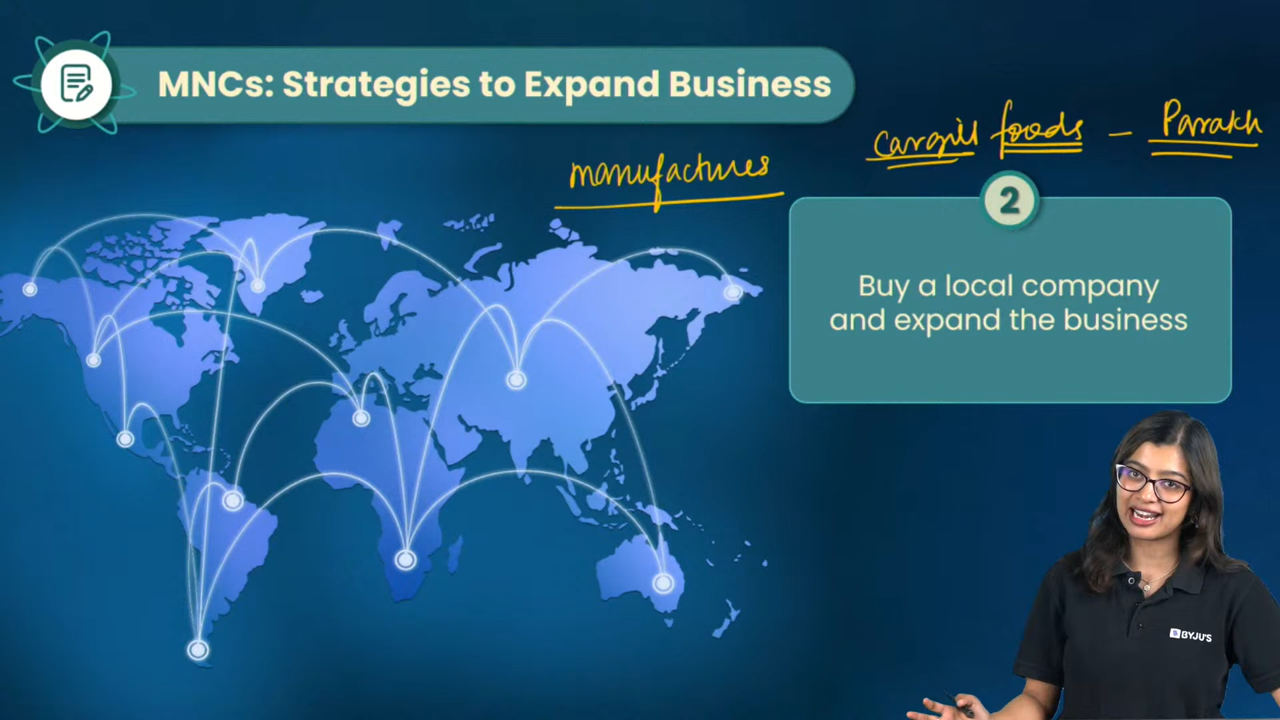 MNCs: Strategies to Expand Business
Cargill foods – Parakh
manufactures
2
Buy a local company
and expand the business
BYJU'S